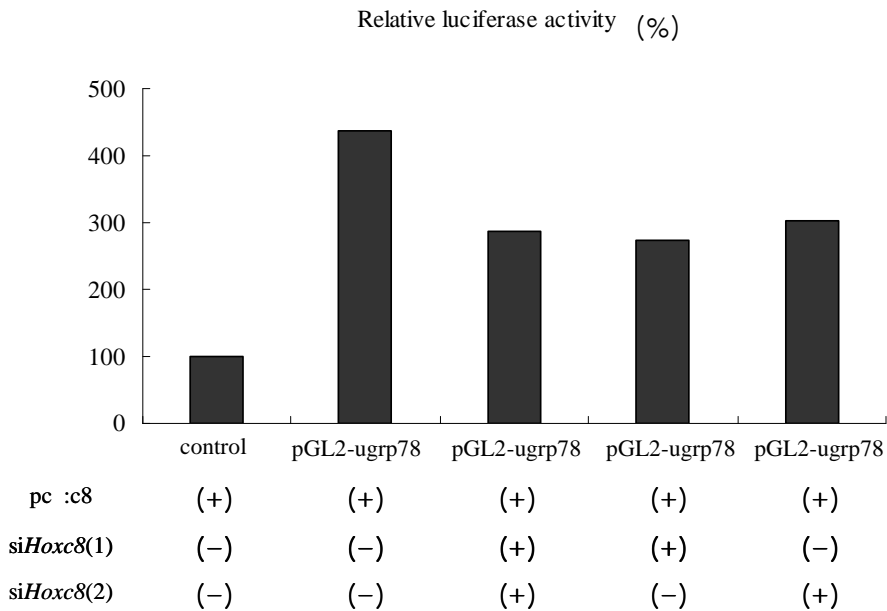 Relative luciferase activity (%)
500
400
300
200
100
0
control pGL2-ugrp78 pGL2-ugrp78 pGL2-ugrp78 pGL2-ugrp78
pc :c8 (+) (+) (+) (+) (+)
siHoxc8(1) (−) (−) (+) (+) (−)
siHoxc8(2) (−) (−) (+) (−) (+)